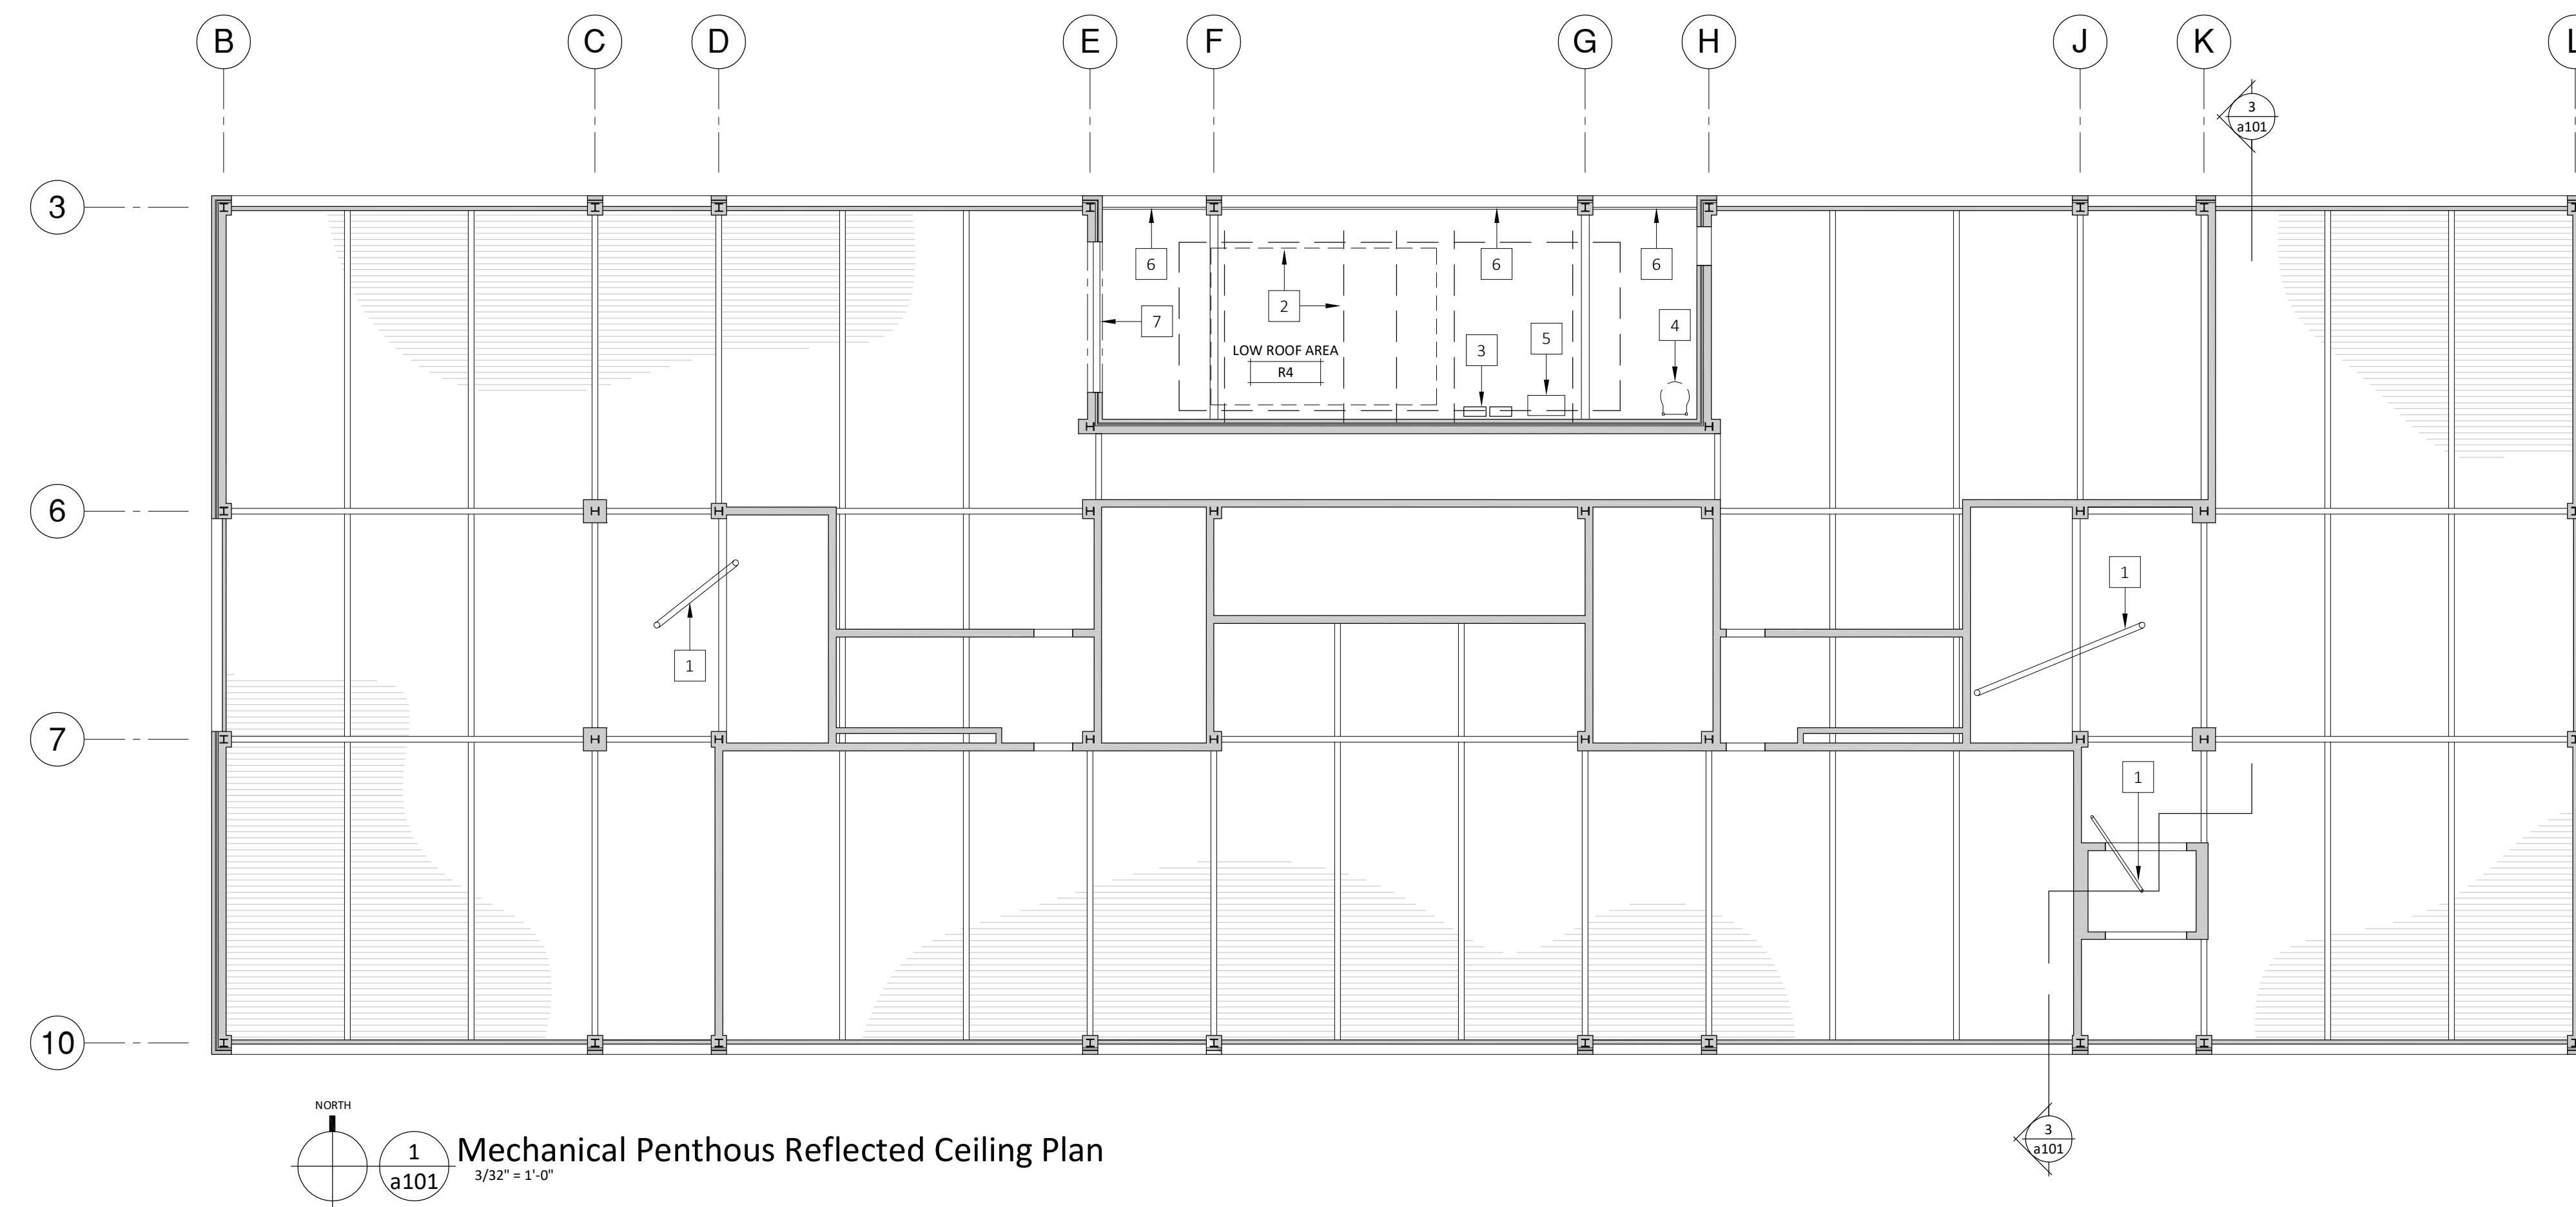 B C D E F G H J K L
3
a101
3
6 6 6
2
7
4
5
3
LOW ROOF AREA
R4
6
1
1
1
7
1
10
NORTH
1
a101
Mechanical Penthous Reflected Ceiling Plan
3/32" = 1'-0"
3
a101